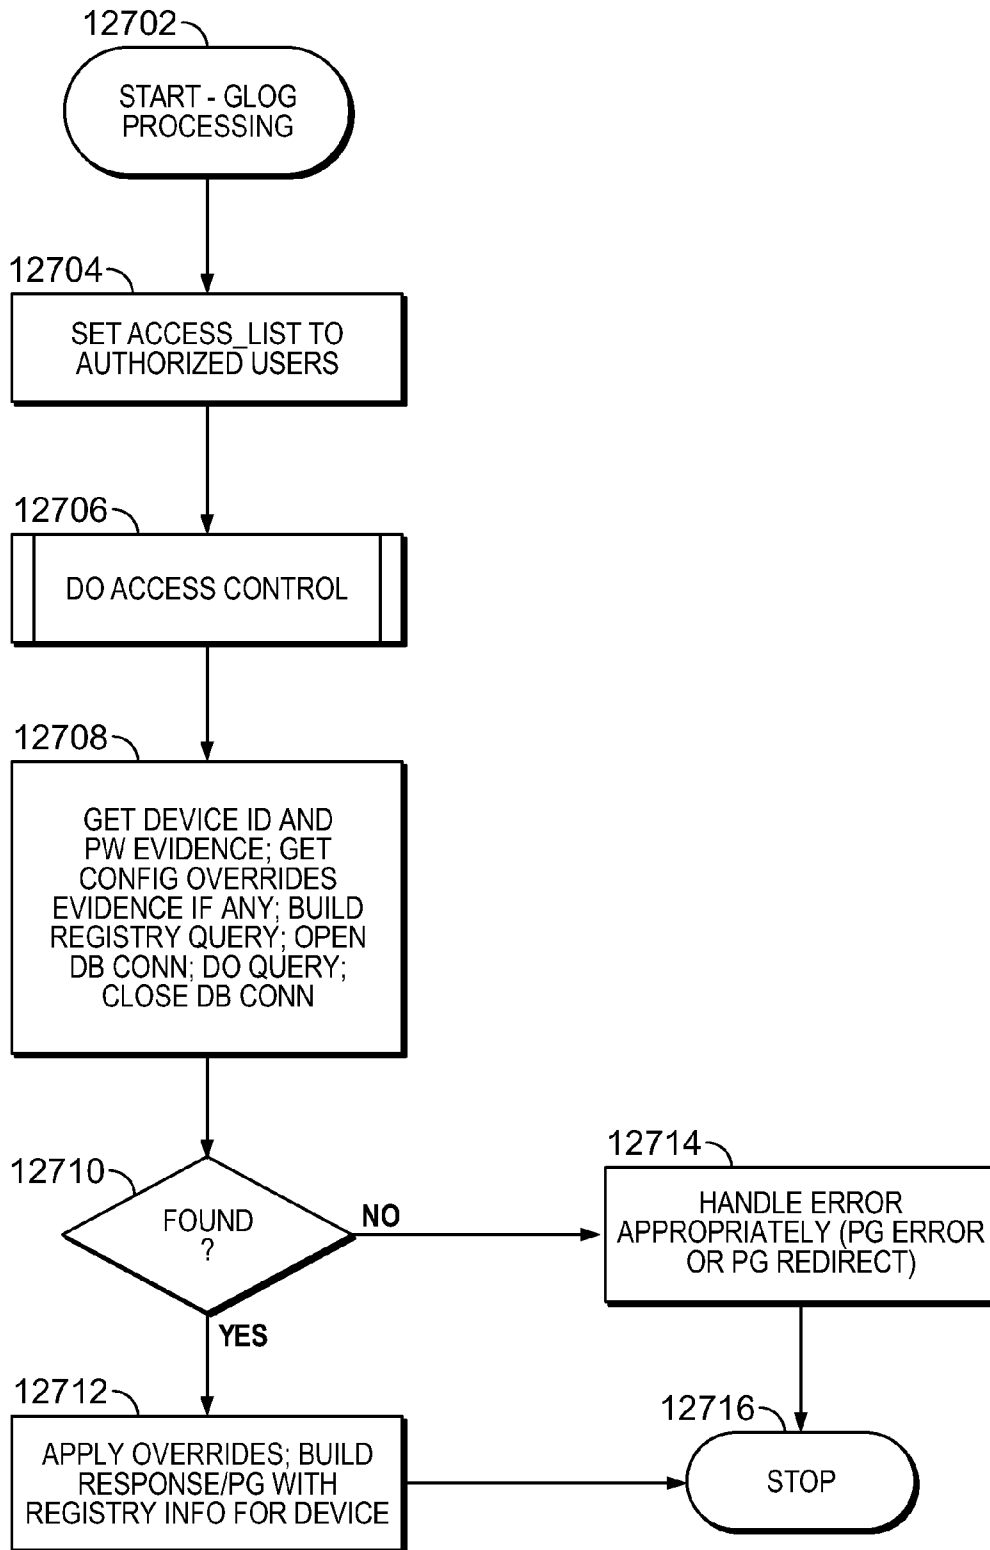 12702
START - GLOG
PROCESSING
12704
SET ACCESS_LIST TO
AUTHORIZED USERS
12706
DO ACCESS CONTROL
12708
GET DEVICE ID AND
PW EVIDENCE; GET
CONFIG OVERRIDES
EVIDENCE IF ANY; BUILD
REGISTRY QUERY; OPEN
DB CONN; DO QUERY;
CLOSE DB CONN
12710
FOUND
?
NO
YES
12714
HANDLE ERROR
APPROPRIATELY (PG ERROR
OR PG REDIRECT)
12712
APPLY OVERRIDES; BUILD
RESPONSE/PG WITH
REGISTRY INFO FOR DEVICE
12716
STOP